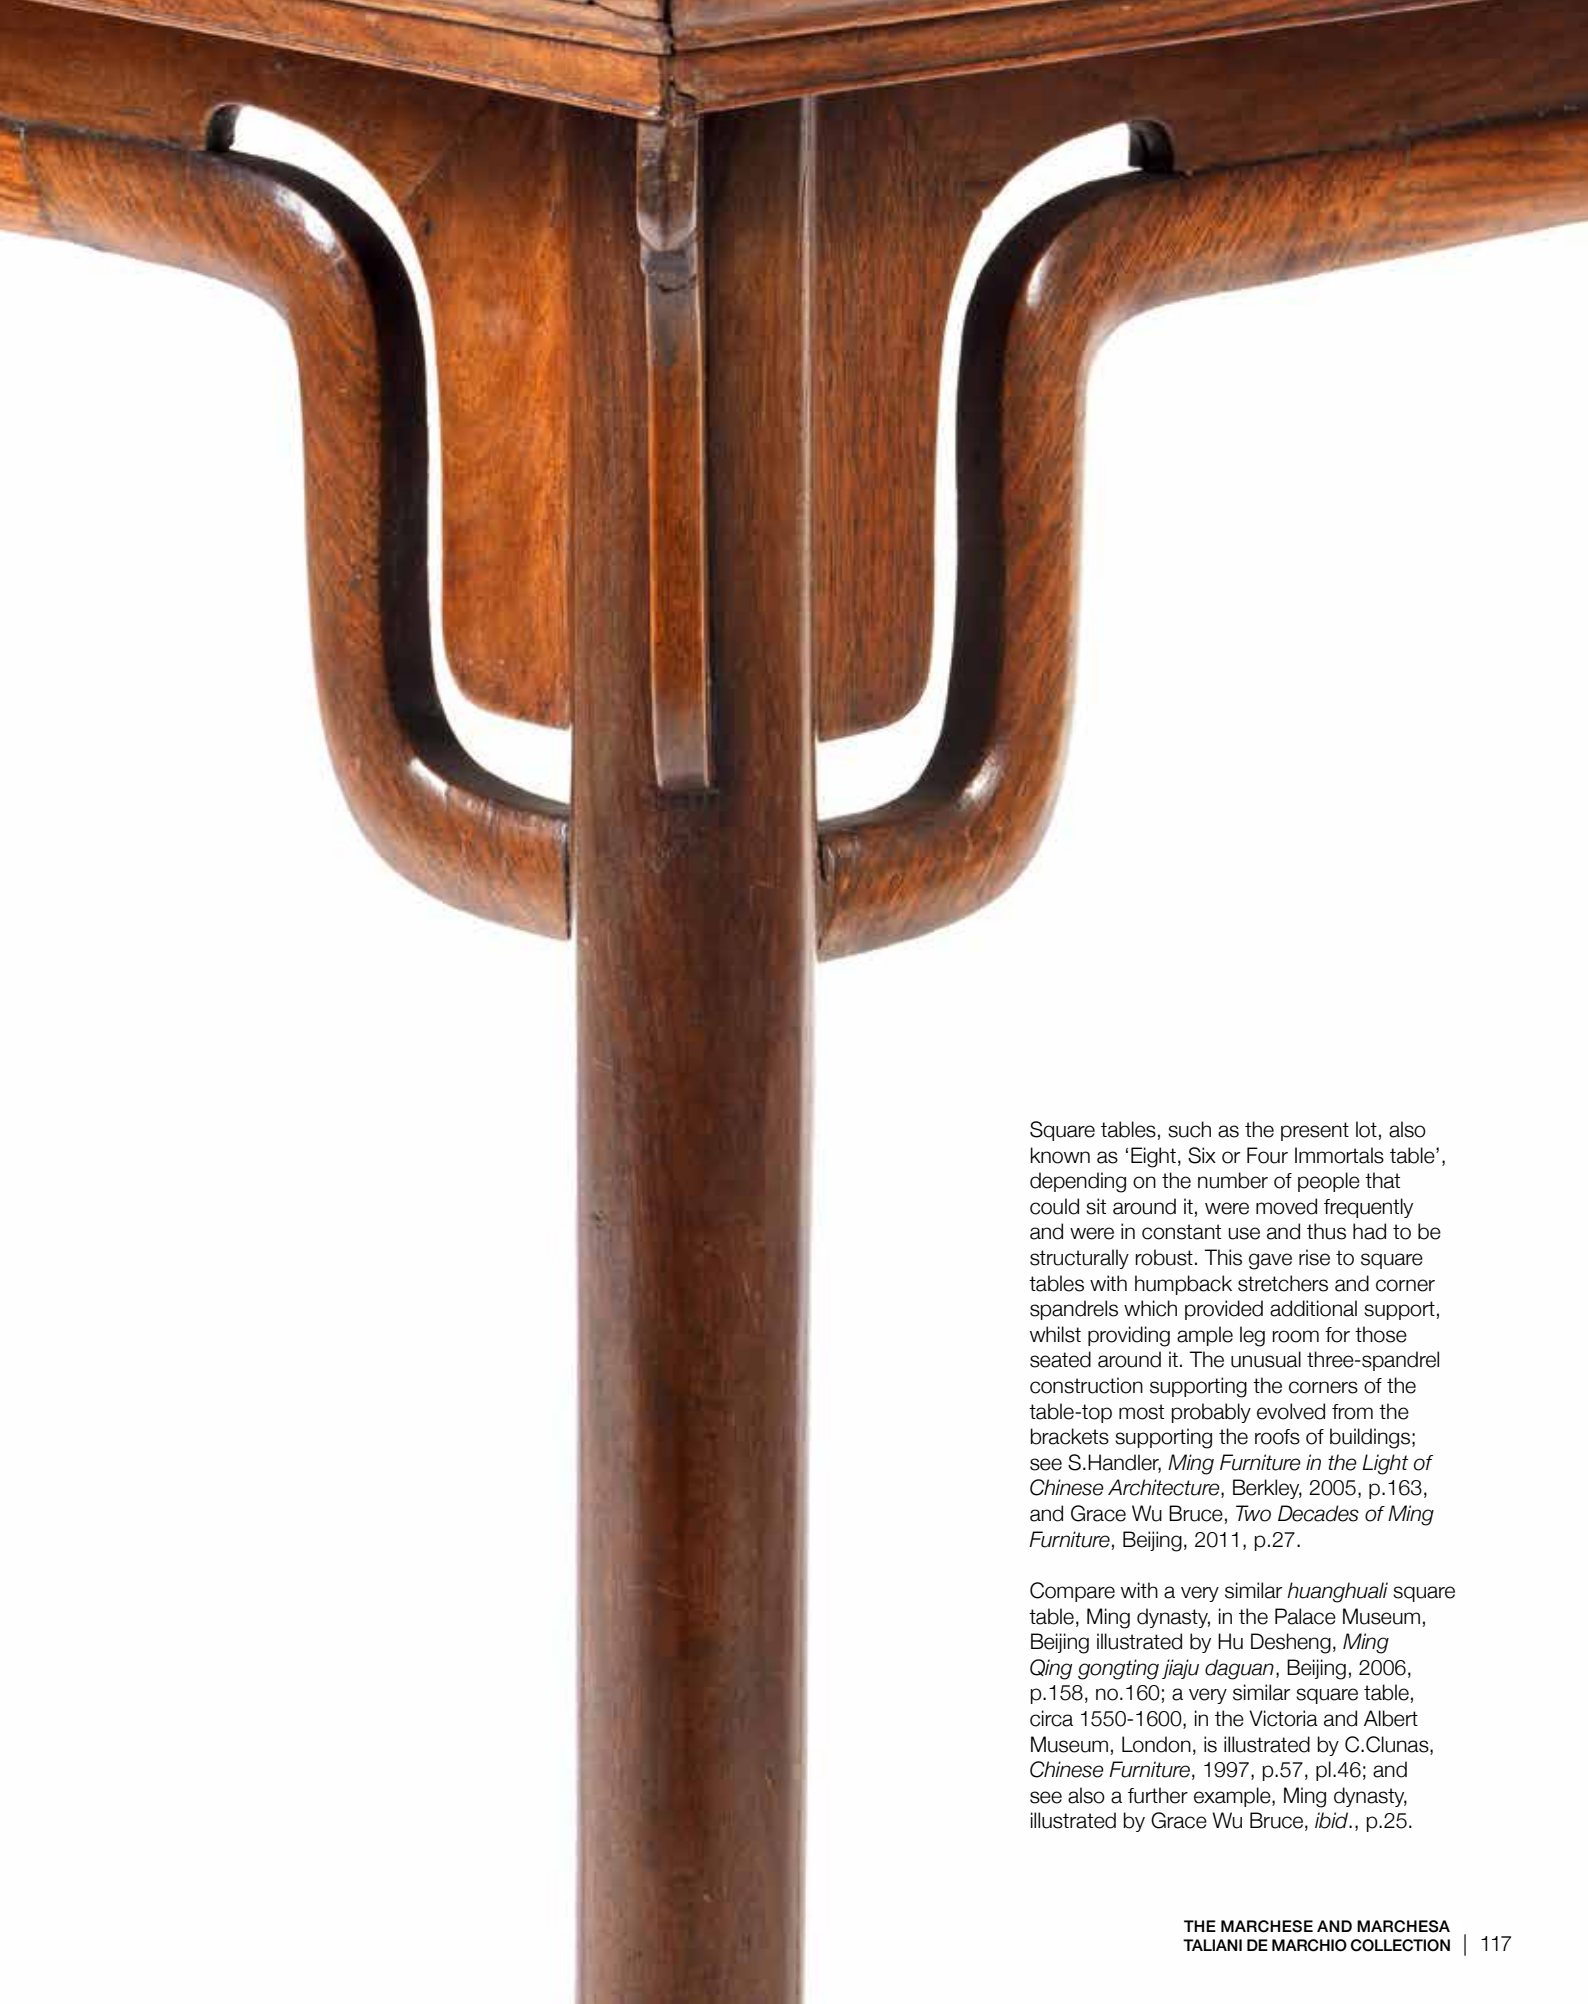 Square tables, such as the present lot, also
known as ‘Eight, Six or Four Immortals table’,
depending on the number of people that
could sit around it, were moved frequently
and were in constant use and thus had to be
structurally robust. This gave rise to square
tables with humpback stretchers and corner
spandrels which provided additional support,
whilst providing ample leg room for those
seated around it. The unusual three-spandrel
construction supporting the corners of the
table-top most probably evolved from the
brackets supporting the roofs of buildings;
see S.Handler, Ming Furniture in the Light of
Chinese Architecture, Berkley, 2005, p.163,
and Grace Wu Bruce, Two Decades of Ming
Furniture, Beijing, 2011, p.27.
Compare with a very similar huanghuali square
table, Ming dynasty, in the Palace Museum,
Beijing illustrated by Hu Desheng, Ming
Qing gongting jiaju daguan, Beijing, 2006,
p.158, no.160; a very similar square table,
circa 1550-1600, in the Victoria and Albert
Museum, London, is illustrated by C.Clunas,
Chinese Furniture, 1997, p.57, pl.46; and
see also a further example, Ming dynasty,
illustrated by Grace Wu Bruce, ibid., p.25.
THE MARCHESE AND MARCHESA
TALIANI DE MARCHIO COLLECTION | 117